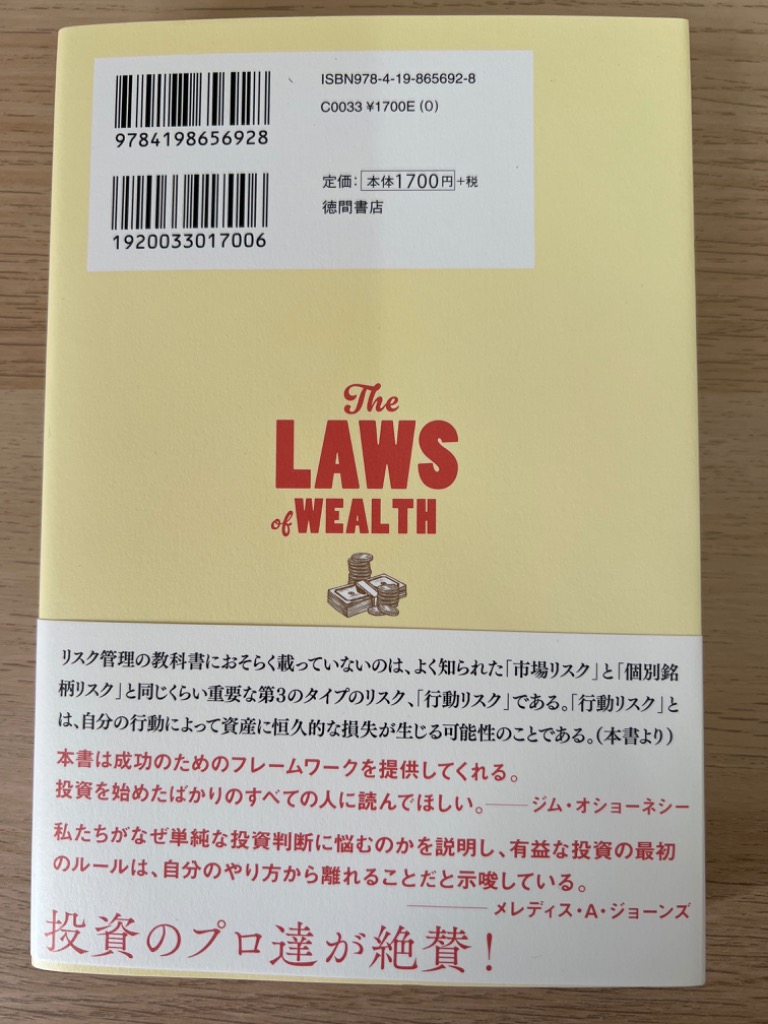 ISBN978-4-19-865692-8
C0033 ¥1700E (0)
9784198656928
定価: 本体1700円+税
徳間書店
1920033017006
The
LAWS
of WEALTH
リスク管理の教科書におそらく載っていないのは、よく知られた「市場リスク」と「個別銘
柄リスク」と同じくらい重要な第3のタイプのリスク、「行動リスク」である。「行動リスク」と
は、自分の行動によって資産に恒久的な損失が生じる可能性のことである。(本書より)
本書は成功のためのフレームワークを提供してくれる。
投資を始めたばかりのすべての人に読んでほしい。——ジム・オショーネシー
私たちがなぜ単純な投資判断に悩むのかを説明し、有益な投資の最初
のルールは、自分のやり方から離れることだと示唆している。
——メレディス・A・ジョーンズ
投資のプロ達が絶賛!